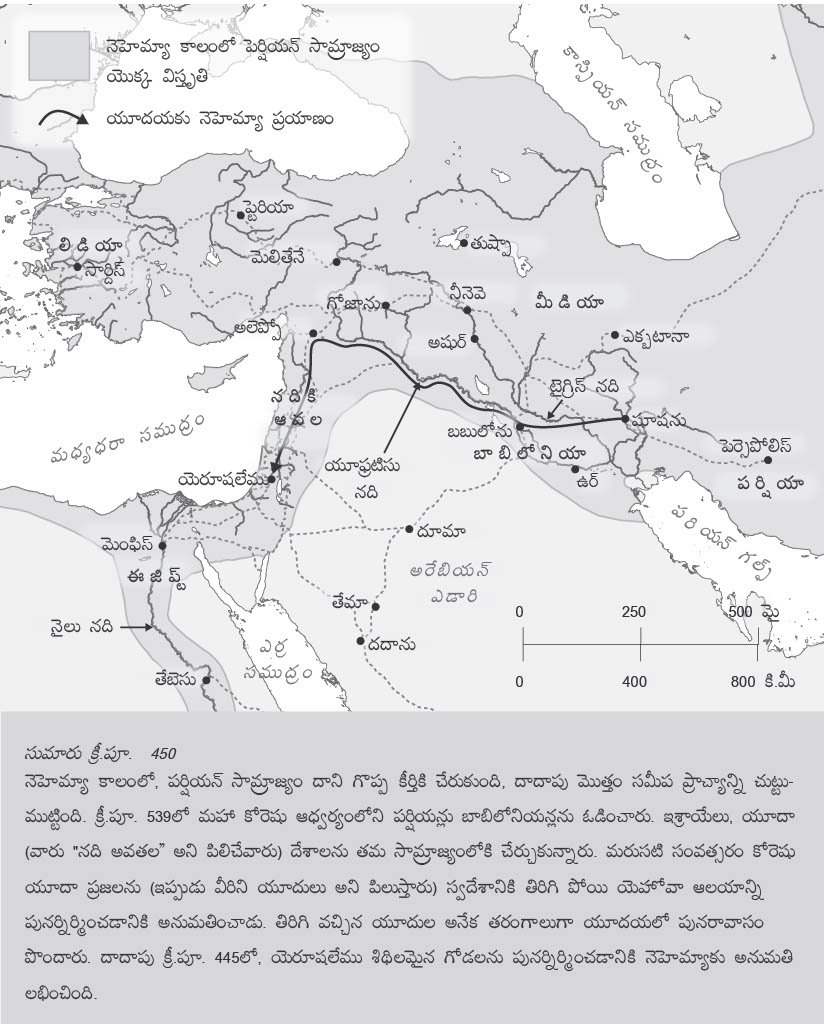 నెహెమ్యా కాలంలో పెర్షియన్ సామ్రాజ్యం
యొక్క విస్తృతి
యూదయకు నెహెమ్యా ప్రయాణం
కాస్పియన్ సముద్రం
ప్టెరియా
లిడియా
సార్దిస్
మెలితేనే
తుష్పా
గోజాను
నీనెవె
మీడియా
అలెప్పో
అషుర్
ఎక్బటానా
నదికి
ఆవల
టైగ్రిస్ నది
మధ్యధరా సముద్రం
బబులోను
షూషను
బాబిలోనియా
పెర్సెపోలిస్
యెరూషలేము
యూఫ్రటీసు
నది
ఉర్
పర్షియా
పర్షియన్ గల్ఫ్
మెంఫిస్
దూమా
ఈజిప్ట్
అరేబియన్
ఎడారి
తేమా
0 250 500 మై
నైలు నది
దదాను
ఎర్ర
సముద్రం
తేబెసు
0 400 800 కి.మీ
సుమారు క్రీ.పూ. 450
నెహెమ్యా కాలంలో, పర్షియన్ సామ్రాజ్యం దాని గొప్ప కీర్తికి చేరుకుంది, దాదాపు మొత్తం సమీప ప్రాచ్యాన్ని చుట్టు-
ముట్టింది. క్రీ.పూ. 539లో మహా కోరెషు ఆధ్వర్యంలోని పర్షియన్లు బాబిలోనియన్లను ఓడించారు. ఇశ్రాయేలు, యూదా
(వారు "నది అవతల” అని పిలిచేవారు) దేశాలను తమ సామ్రాజ్యంలోకి చేర్చుకున్నారు. మరుసటి సంవత్సరం కోరెషు
యూదా ప్రజలను (ఇప్పుడు వీరిని యూదులు అని పిలుస్తారు) స్వదేశానికి తిరిగి పోయి యెహోవా ఆలయాన్ని
పునర్నిర్మించడానికి అనుమతించాడు. తిరిగి వచ్చిన యూదుల అనేక తరంగాలుగా యూదయలో పునరావాసం
పొందారు. దాదాపు క్రీ.పూ. 445లో, యెరూషలేము శిథిలమైన గోడలను పునర్నిర్మించడానికి నెహెమ్యాకు అనుమతి
లభించింది.